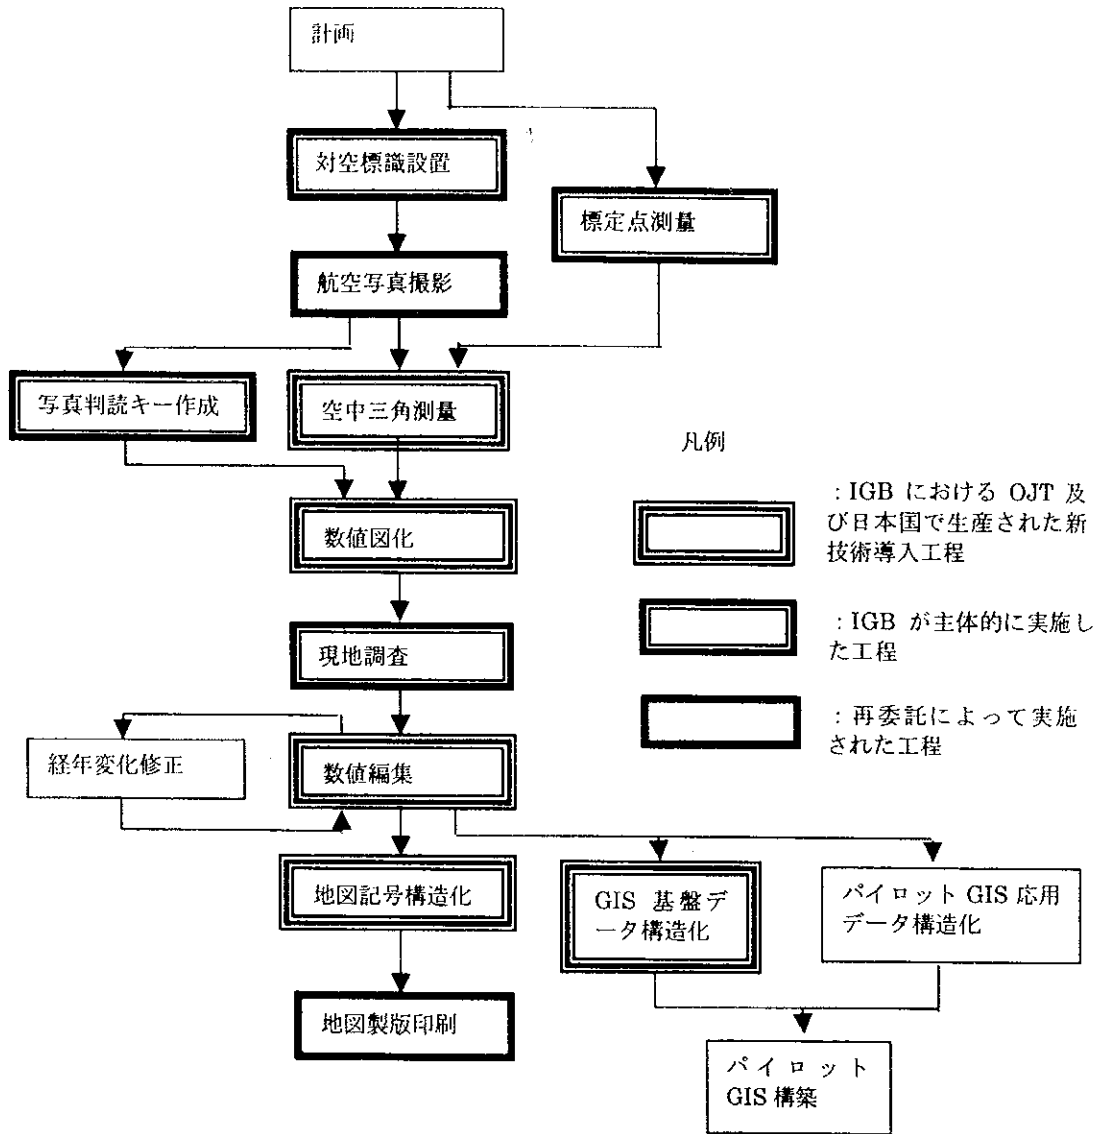 計画
対空標識設置
標定点測量
航空写真撮影
写真判読キー作成
空中三角測量
凡例
:IGB における OJT 及
び日本国で生産された新
技術導入工程
数値図化
:IGB が主体的に実施し
た工程
現地調査
:再委託によって実施
された工程
経年変化修正
数値編集
地図記号構造化
GIS 基盤デ
ータ構造化
パイロット GIS 応用
データ構造化
地図製版印刷
パイロット
GIS 構築